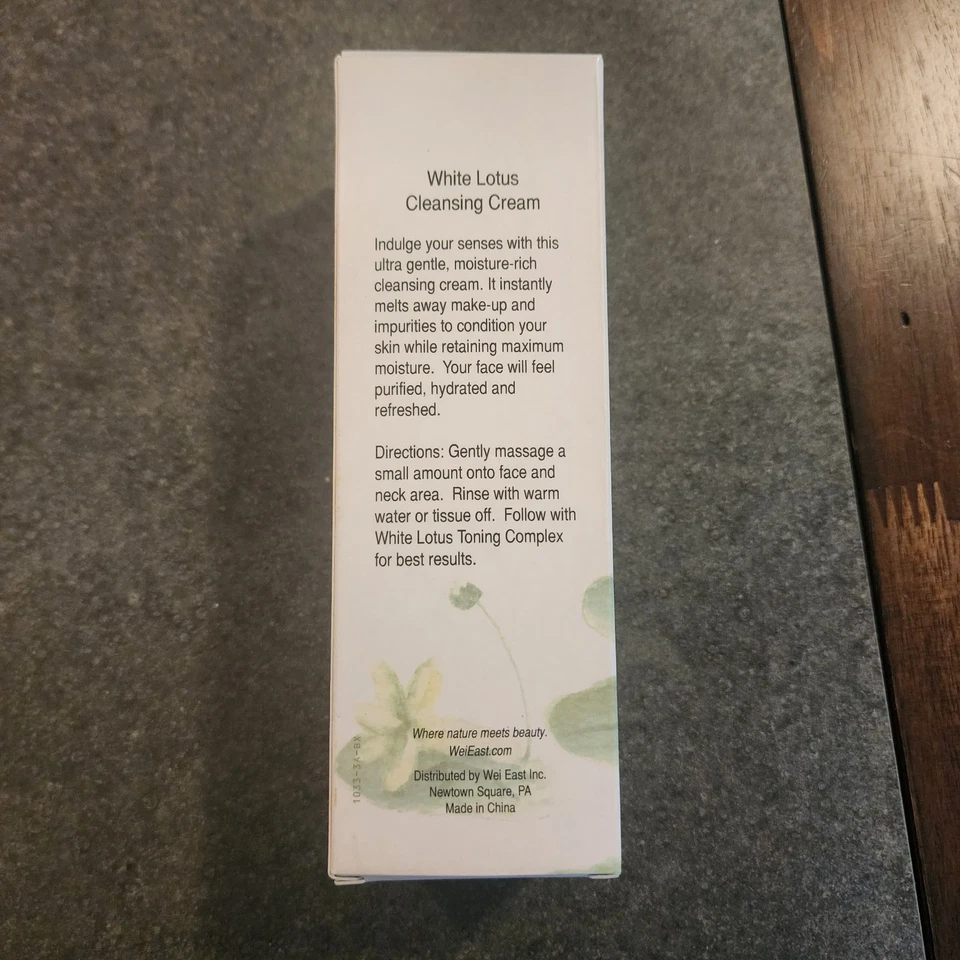 White Lotus
Cleansing Cream
Indulge your senses with this
ultra gentle, moisture-rich
cleansing cream. It instantly
melts away make-up and
impurities to condition your
skin while retaining maximum
moisture.  Your face will feel
purified, hydrated and
refreshed.
Directions: Gently massage a
small amount onto face and
neck area.  Rinse with warm
water or tissue off.  Follow with
White Lotus Toning Complex
for best results.
Where nature meets beauty.
WeiEast.com
Distributed by Wei East Inc.
Newtown Square, PA
Made in China
1033-3A-BX